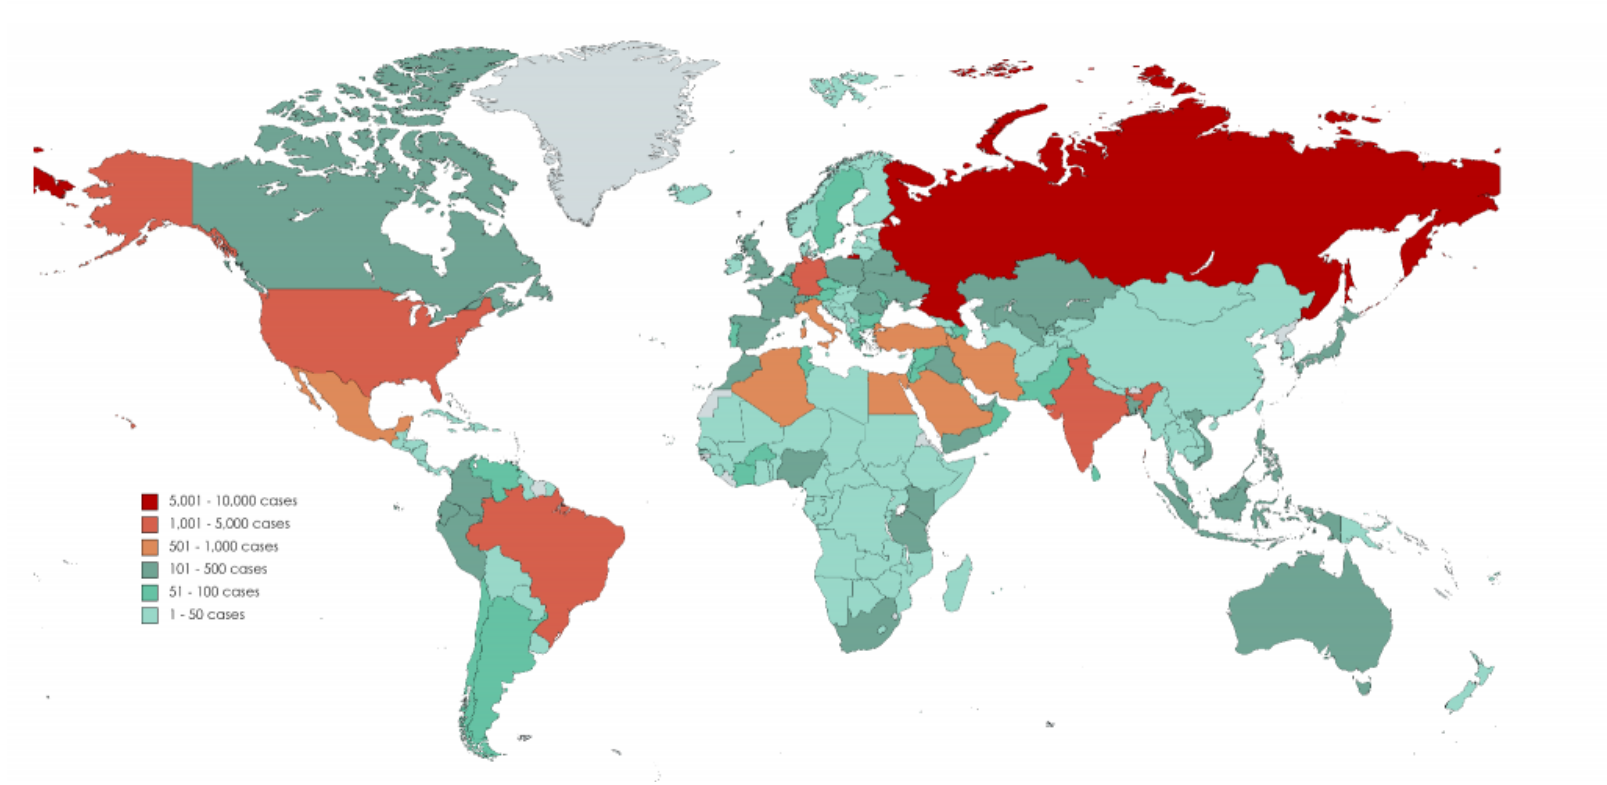 5,001 - 10,000 cases
1,001 - 5,000 cases
501 - 1,000 cases
101 - 500 cases
51 - 100 cases
1 - 50 cases